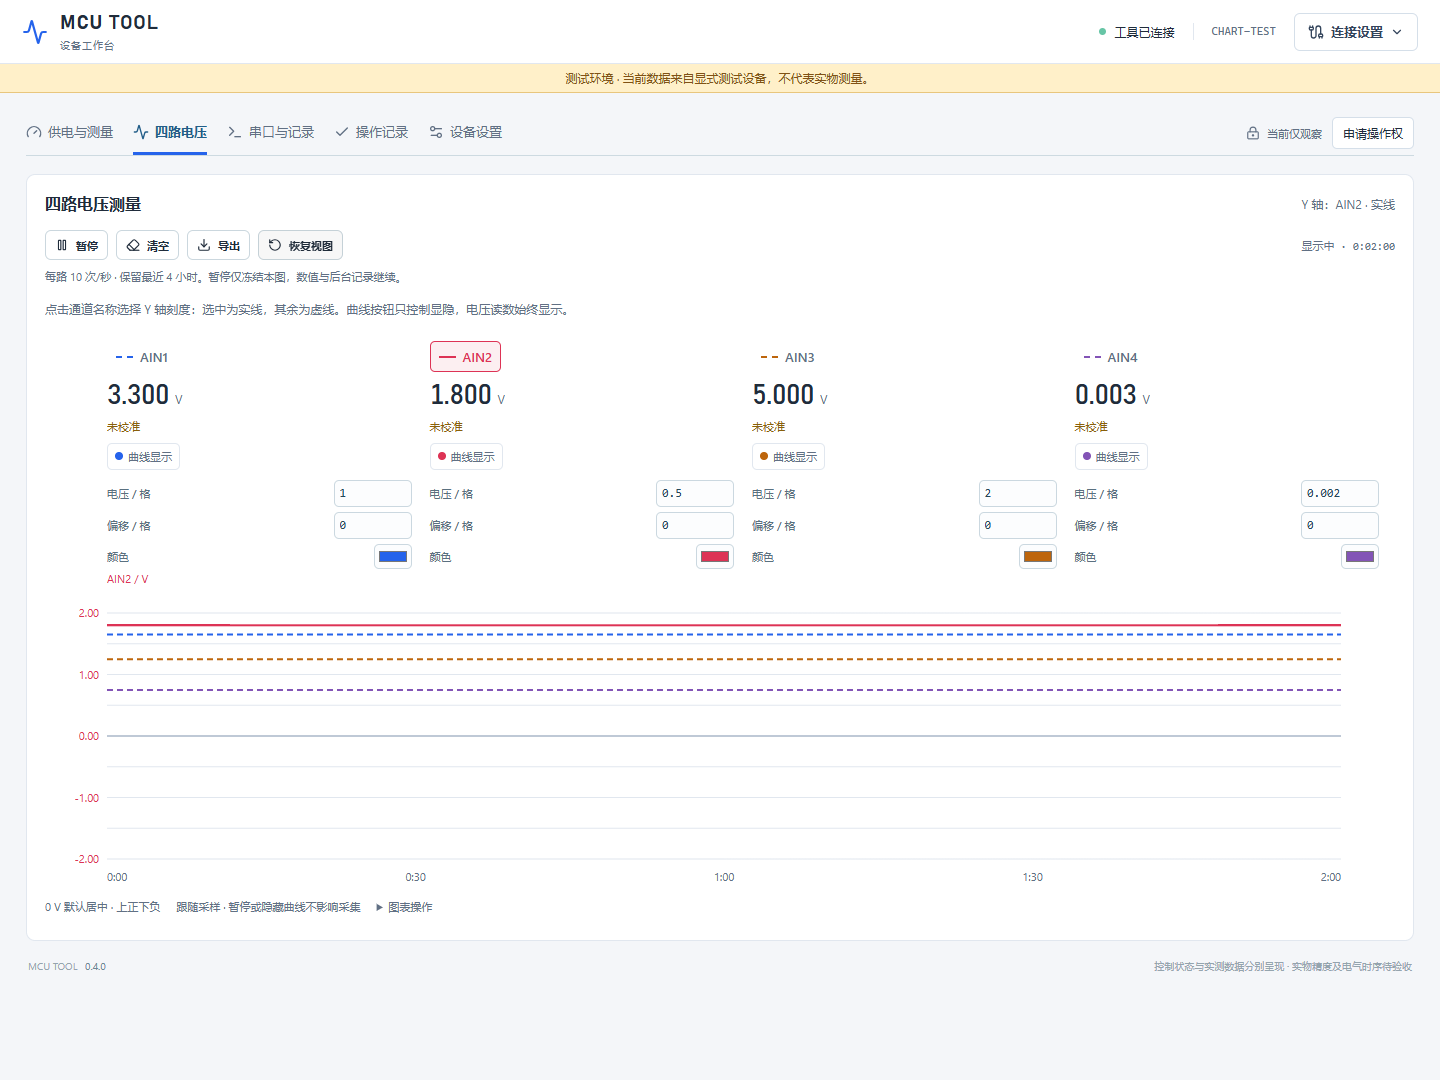 MCU TOOL
设备工作台
工具已连接
CHART-TEST
连接设置
测试环境 · 当前数据来自显式测试设备，不代表实物测量。
供电与测量
四路电压
串口与记录
操作记录
设备设置
当前仅观察
申请操作权
四路电压测量
Y 轴：AIN2 · 实线
暂停
清空
导出
恢复视图
显示中 · 0:02:00
每路 10 次/秒 · 保留最近 4 小时。暂停仅冻结本图，数值与后台记录继续。
点击通道名称选择 Y 轴刻度：选中为实线，其余为虚线。曲线按钮只控制显隐，电压读数始终显示。
AIN1
AIN2
AIN3
AIN4
3.300 V
1.800 V
5.000 V
0.003 V
未校准
未校准
未校准
未校准
曲线显示
曲线显示
曲线显示
曲线显示
电压 / 格
1
电压 / 格
0.5
电压 / 格
2
电压 / 格
0.002
偏移 / 格
0
偏移 / 格
0
偏移 / 格
0
偏移 / 格
0
颜色
颜色
颜色
颜色
AIN2 / V
2.00
1.00
0.00
-1.00
-2.00
0:00
0:30
1:00
1:30
2:00
0 V 默认居中 · 上正下负
跟随采样 · 暂停或隐藏曲线不影响采集
图表操作
MCU TOOL 0.4.0
控制状态与实测数据分别呈现 · 实物精度及电气时序待验收